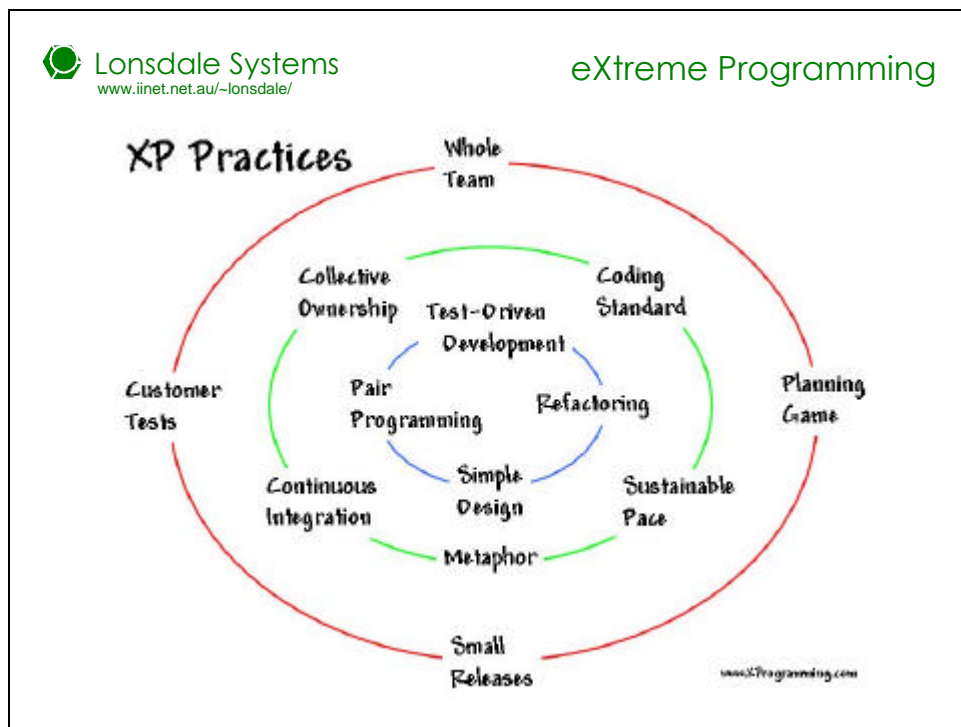 Lonsdale Systems
www.iinet.net.au/~lonsdale/
eXtreme Programming
XP Practices
Whole
Team
Collective
Ownership
Coding
Standard
Test-Driven
Development
Customer
Tests
Pair
Programming
Refactoring
Planning
Game
Continuous
Integration
Simple
Design
Sustainable
Pace
Metaphor
Small
Releases
www.XProgramming.com